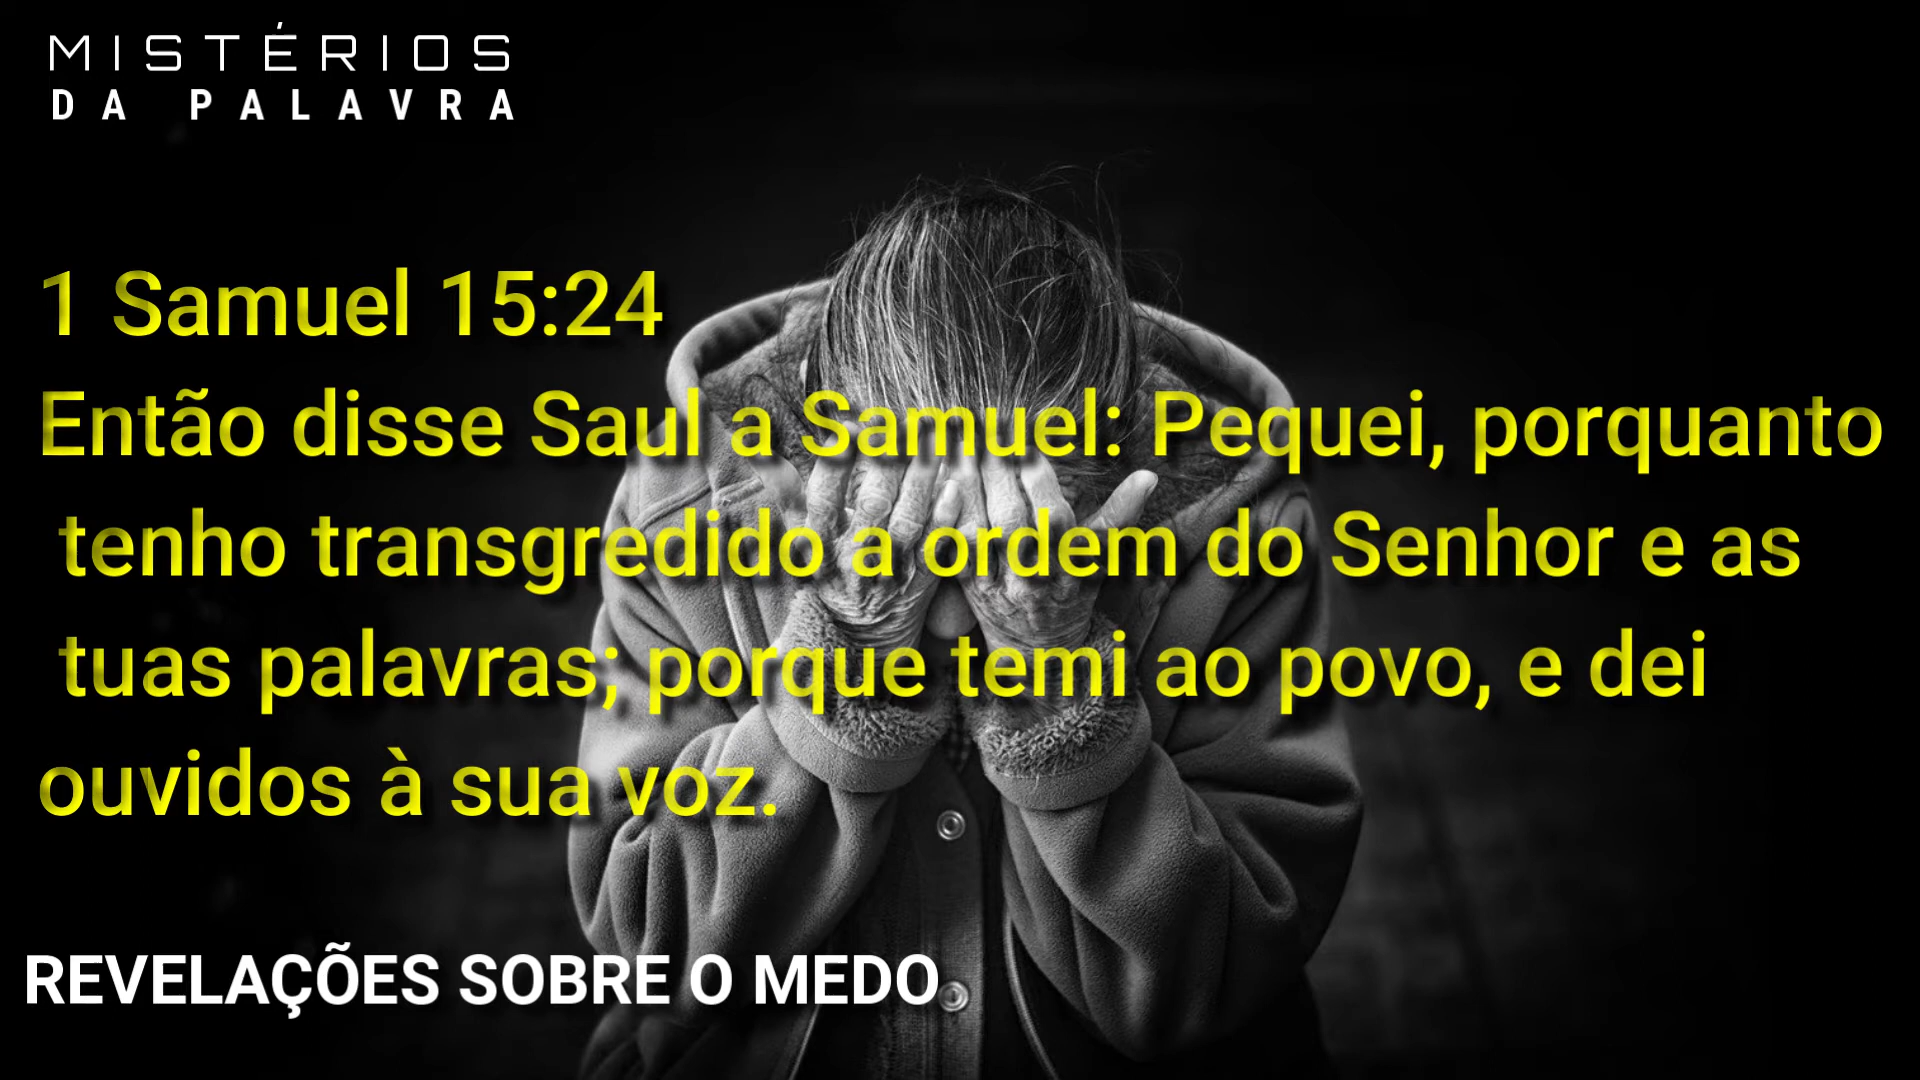 MISTÉRIOS
DA PALAVRA
1 Samuel 15:24
Então disse Saul a Samuel: Pequei, porquanto
tenho transgredido a ordem do Senhor e as
tuas palavras; porque temi ao povo, e dei
ouvidos à sua voz.
REVELAÇÕES SOBRE O MEDO